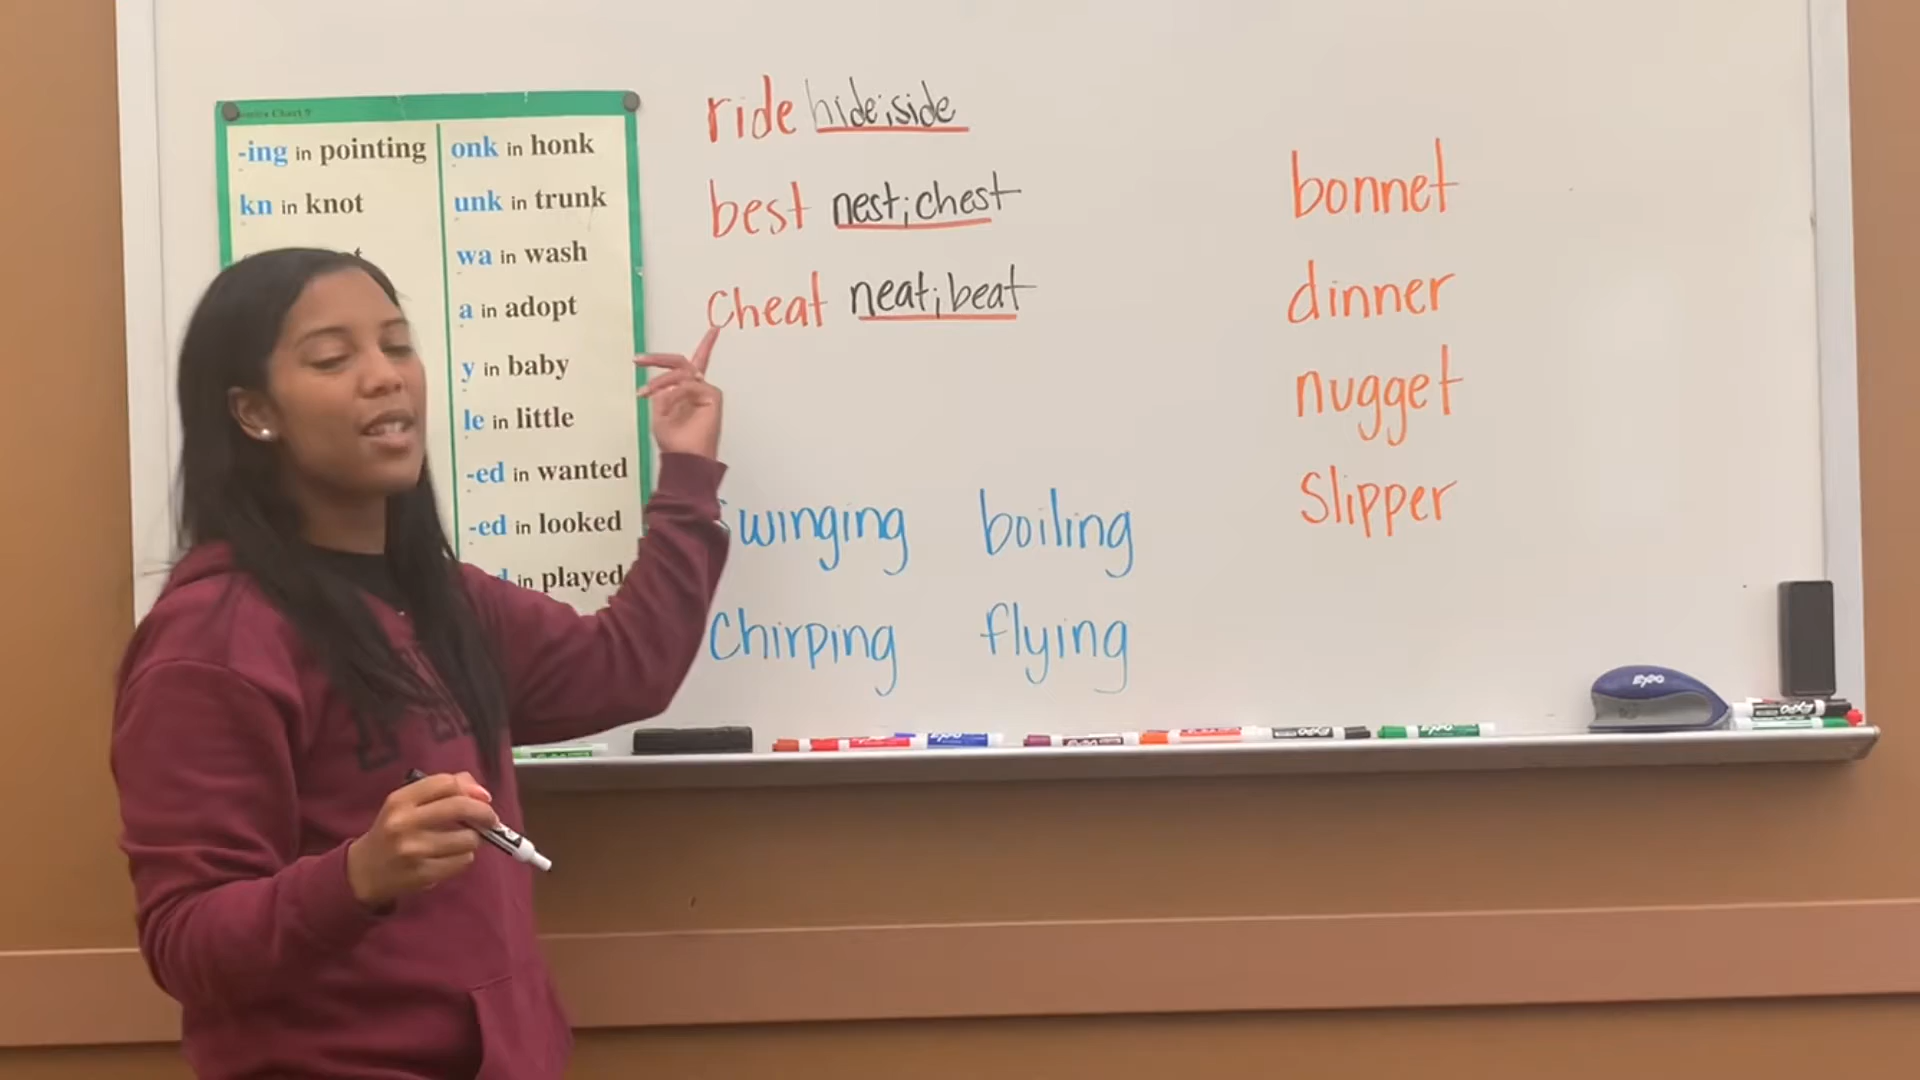 -ing in pointing
kn in knot
onk in honk
unk in trunk
wa in wash
a in adopt
y in baby
le in little
-ed in wanted
-ed in looked
in played
ride hide;side
best nest;chest
cheat neat;beat
swinging boiling
chirping flying
bonnet
dinner
nugget
slipper
EXPO